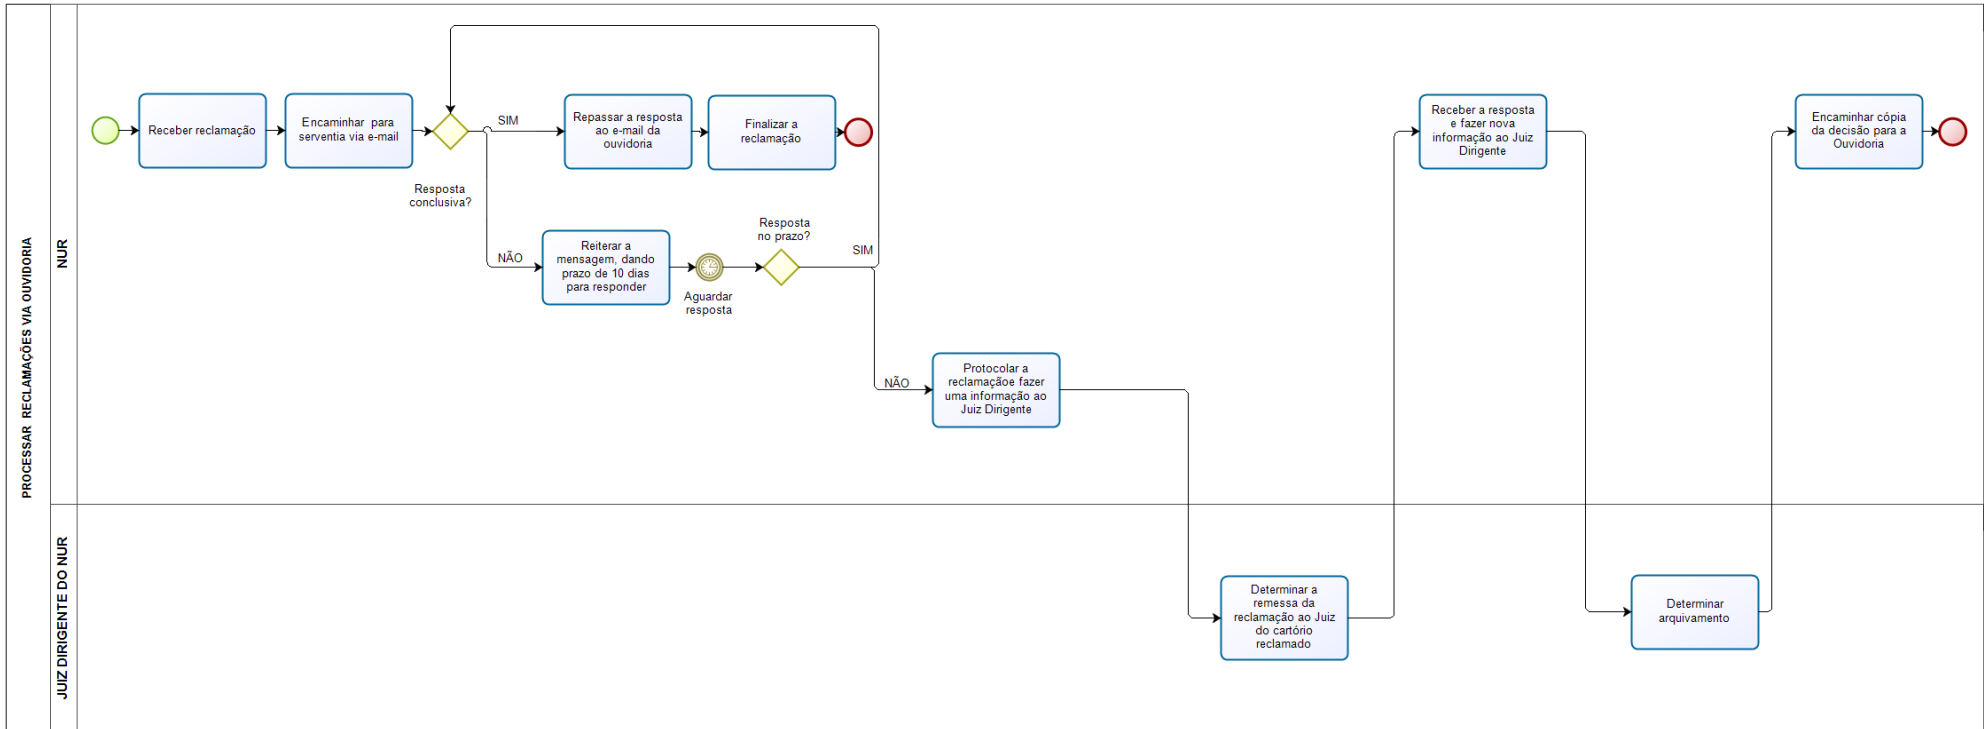 PROCESSAR RECLAMAÇÕES VIA OUVIDORIA
NUR
Receber reclamação
Encaminhar para
serventia via e-mail
Resposta
conclusiva?
SIM
Repassar a resposta
ao e-mail da
ouvidoria
Finalizar a
reclamação
NÃO
Reiterar a
mensagem, dando
prazo de 10 dias
para responder
Aguardar
resposta
Resposta
no prazo?
SIM
NÃO
Protocolar a
reclamaçãoe fazer
uma informação ao
Juiz Dirigente
Receber a resposta
e fazer nova
informação ao Juiz
Dirigente
Encaminhar cópia
da decisão para a
Ouvidoria
JUIZ DIRIGENTE DO NUR
Determinar a
remessa da
reclamação ao Juiz
do cartório
reclamado
Determinar
arquivamento